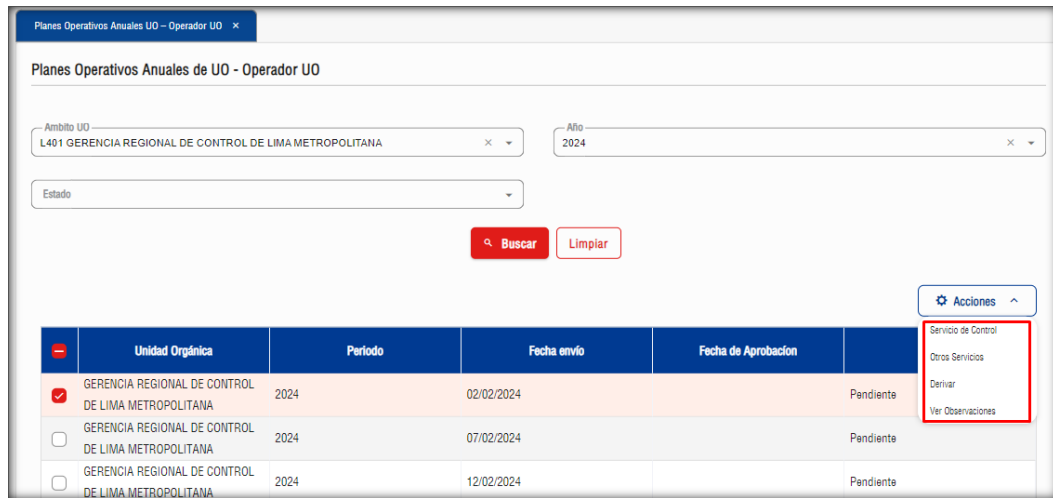 Planes Operativos Anuales UO – Operador UO ×
Planes Operativos Anuales de UO - Operador UO
Ambito UO
L401 GERENCIA REGIONAL DE CONTROL DE LIMA METROPOLITANA
Año
2024
Estado
Buscar
Limpiar
Acciones
Servicio de Control
Otros Servicios
Derivar
Ver Observaciones
Unidad Orgánica Periodo Fecha envío Fecha de Aprobacíon
GERENCIA REGIONAL DE CONTROL
DE LIMA METROPOLITANA
2024 02/02/2024 Pendiente
GERENCIA REGIONAL DE CONTROL
DE LIMA METROPOLITANA
2024 07/02/2024 Pendiente
GERENCIA REGIONAL DE CONTROL
DE LIMA METROPOLITANA
2024 12/02/2024 Pendiente